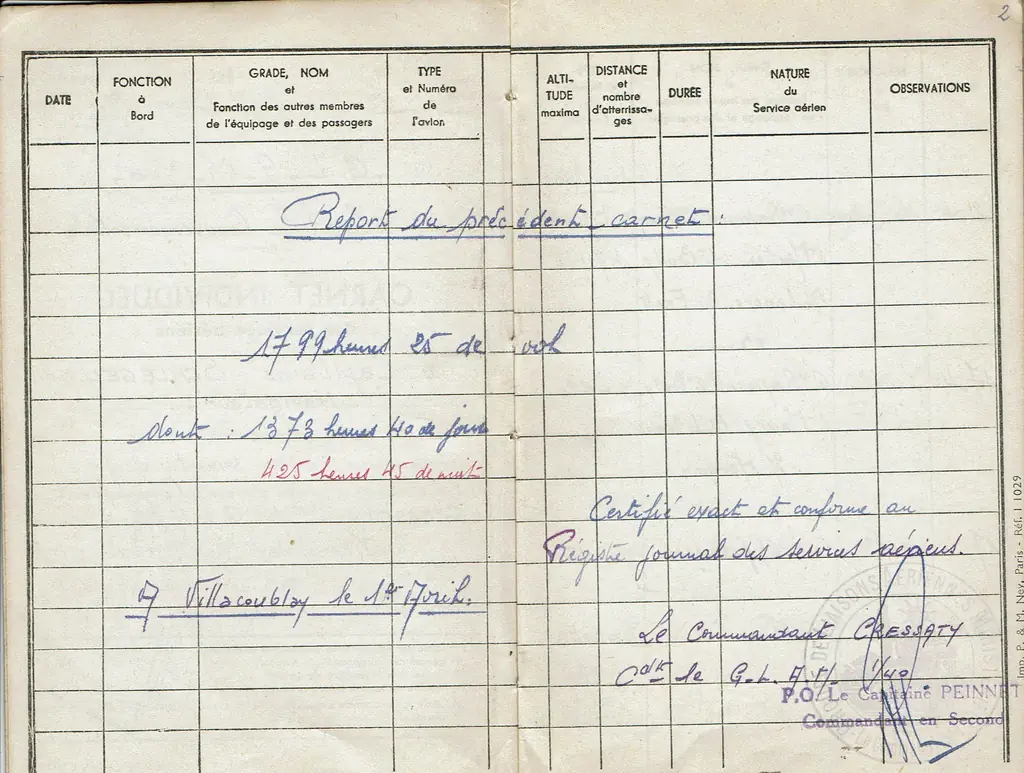 2
DATE
FONCTION
à
Bord
GRADE, NOM
et
Fonction des autres membres
de l'équipage et des passagers
TYPE
et Numéro
de
l'avion.
ALTI-
TUDE
maxima
DISTANCE
et
nombre
d'atterrissa-
ges
DURÉE
NATURE
du
Service aérien
OBSERVATIONS
Report du précédent carnet :
1799 heures 25 de vol
dont : 1373 heures 40 de jour
425 heures 45 de nuit
Certifié exact et conforme au
Régistre journal des services aériens.
A Villacoublay le 1er Avril.
Le Commandant CRESSATY
Cdt le G.L.A.M. 1/40.
P.O. Le Capitaine PEINNET
Commandant en Second
Imp. P. & M. Ney, Paris - Réf. I 1029